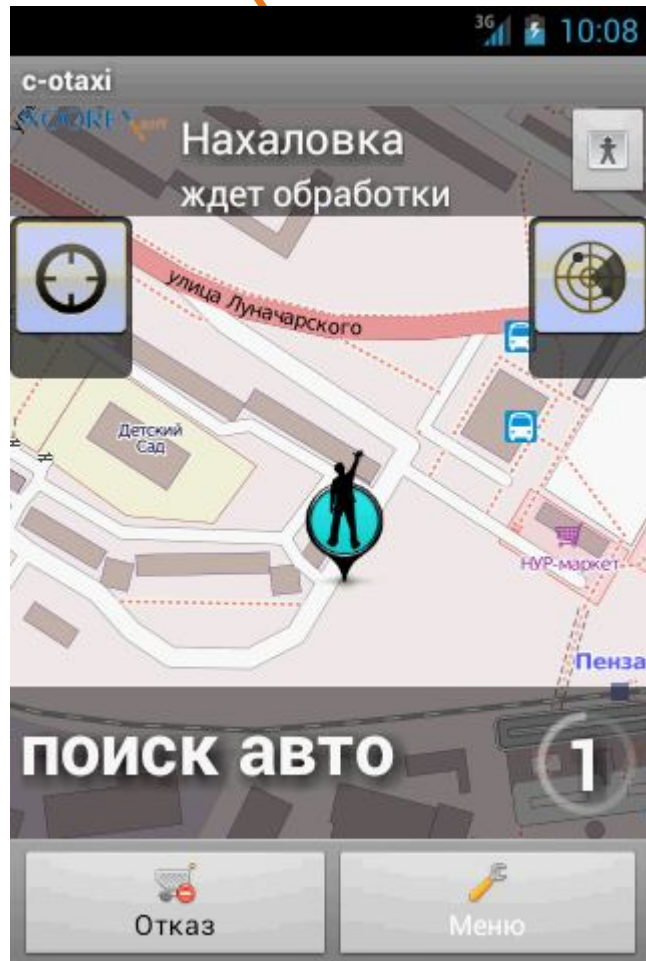 3G 10:08
c-otaxi
Нахаловка
ждет обработки
улица Луначарского
Детский
Сад
НУР-маркет
Пенза
поиск авто
1
Отказ
Меню